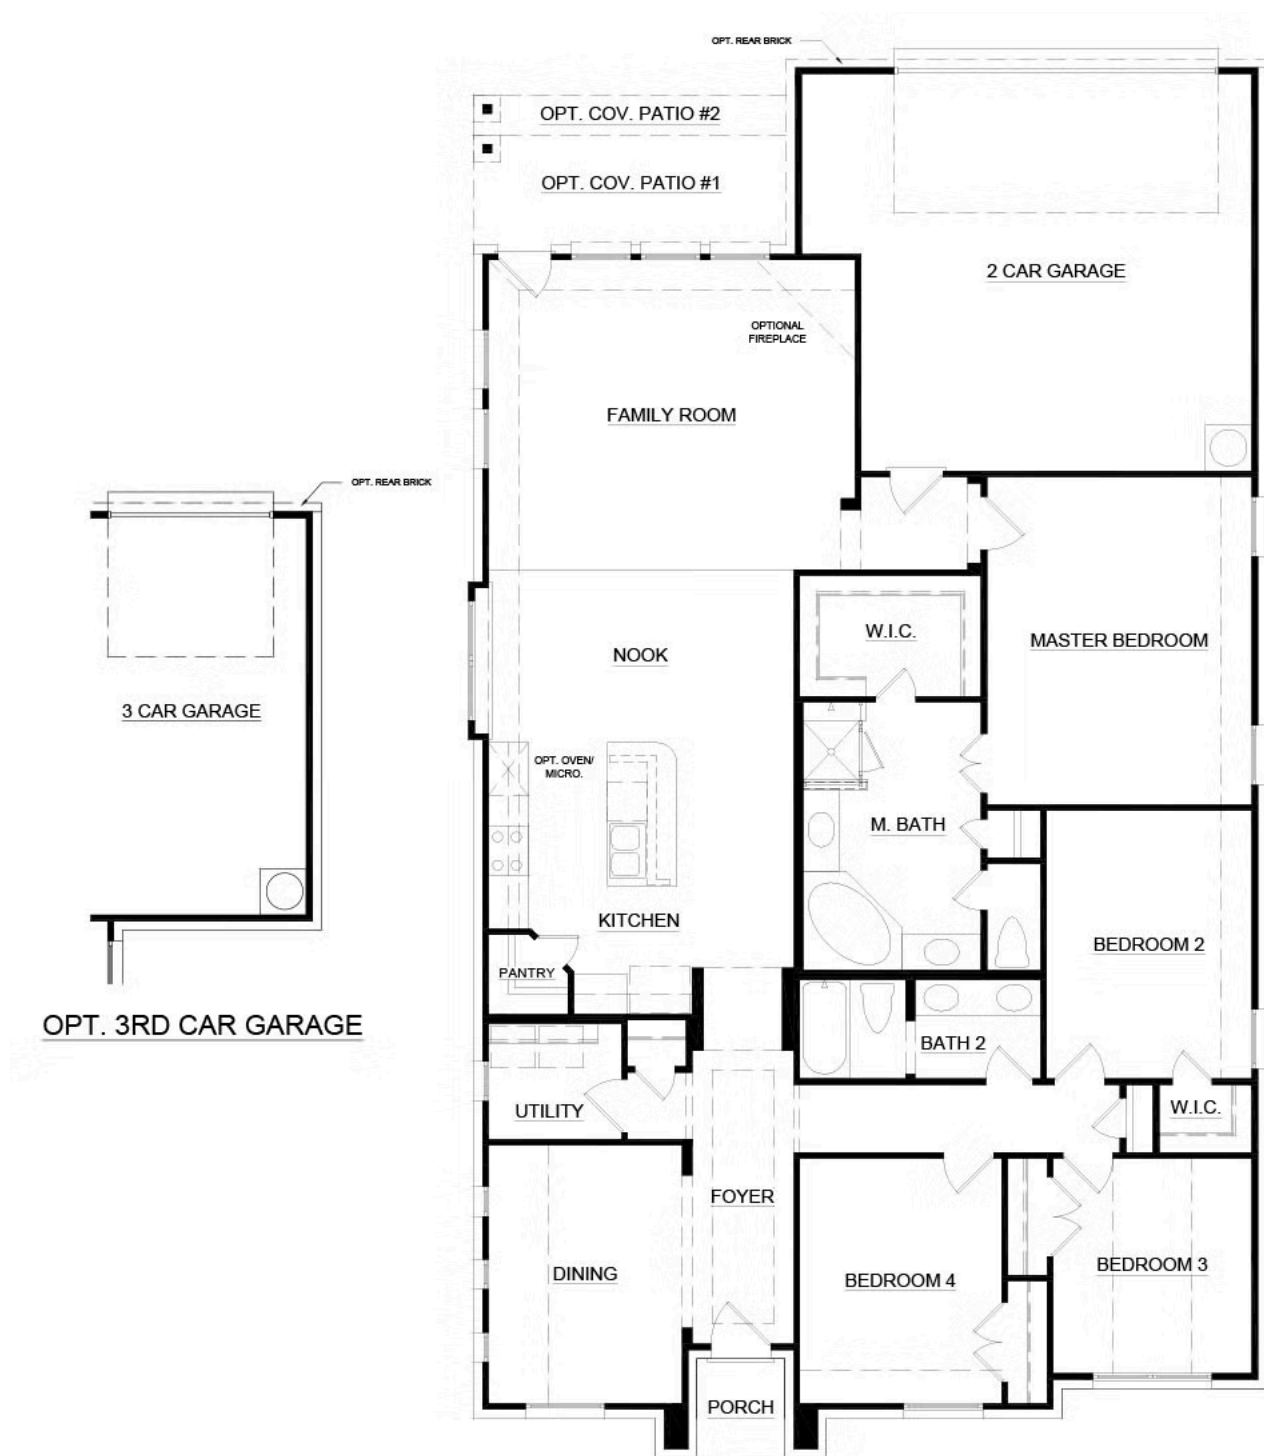 OPT. REAR BRICK
OPT. COV. PATIO #2
OPT. COV. PATIO #1
2 CAR GARAGE
OPTIONAL
FIREPLACE
FAMILY ROOM
OPT. REAR BRICK
W.I.C.
MASTER BEDROOM
NOOK
3 CAR GARAGE
OPT. OVEN/
MICRO.
M. BATH
KITCHEN
BEDROOM 2
PANTRY
OPT. 3RD CAR GARAGE
BATH 2
UTILITY
W.I.C.
FOYER
DINING
BEDROOM 4
BEDROOM 3
PORCH